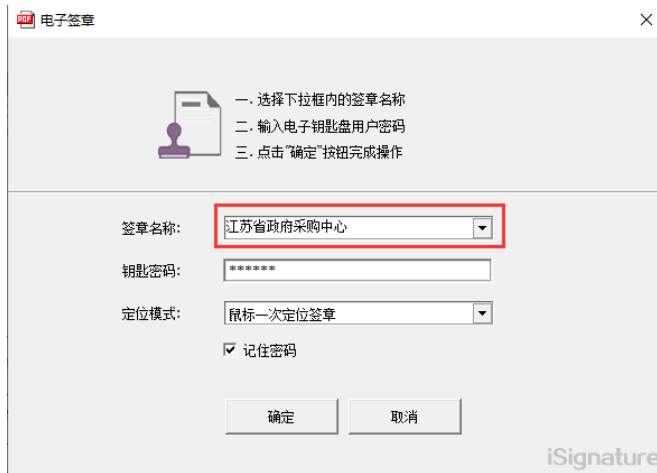 PDF 电子签章
一. 选择下拉框内的签章名称
二. 输入电子钥匙盘用户密码
三. 点击"确定"按钮完成操作
签章名称: 江苏省政府采购中心
钥匙密码: ******
定位模式: 鼠标一次定位签章
记住密码
确定 取消
iSignature